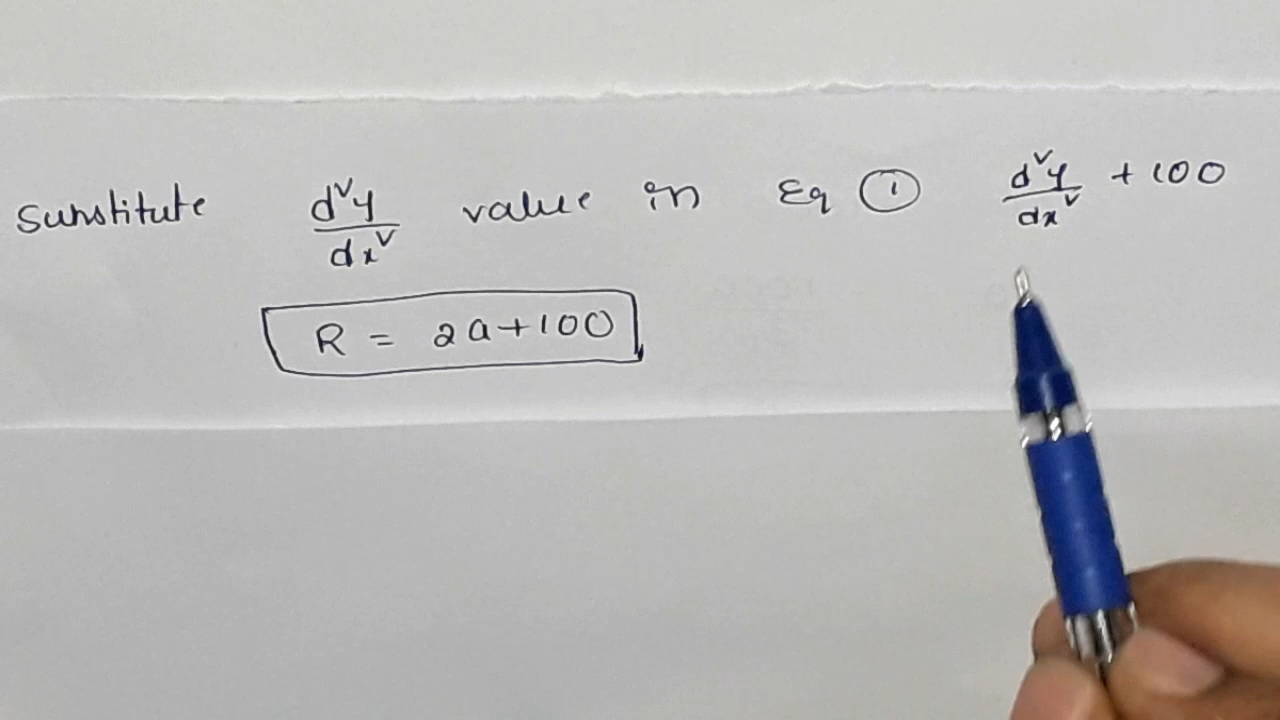 Sunstitute d²y/dx² value in Eq ① d²y/dx² + 100
R = 2a+100